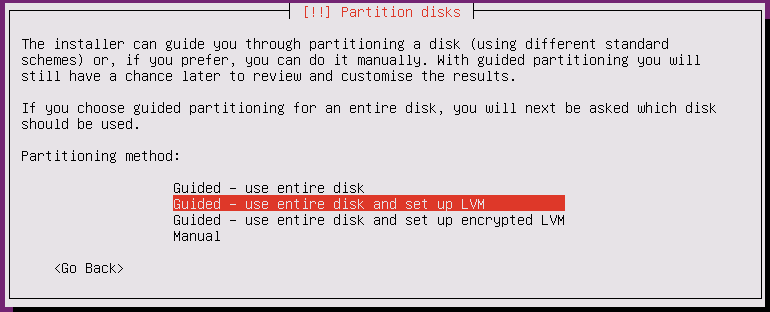 [!!] Partition disks
The installer can guide you through partitioning a disk (using different standard
schemes) or, if you prefer, you can do it manually. With guided partitioning you will
still have a chance later to review and customise the results.
If you choose guided partitioning for an entire disk, you will next be asked which disk
should be used.
Partitioning method:
Guided - use entire disk
Guided - use entire disk and set up LVM
Guided - use entire disk and set up encrypted LVM
Manual
<Go Back>